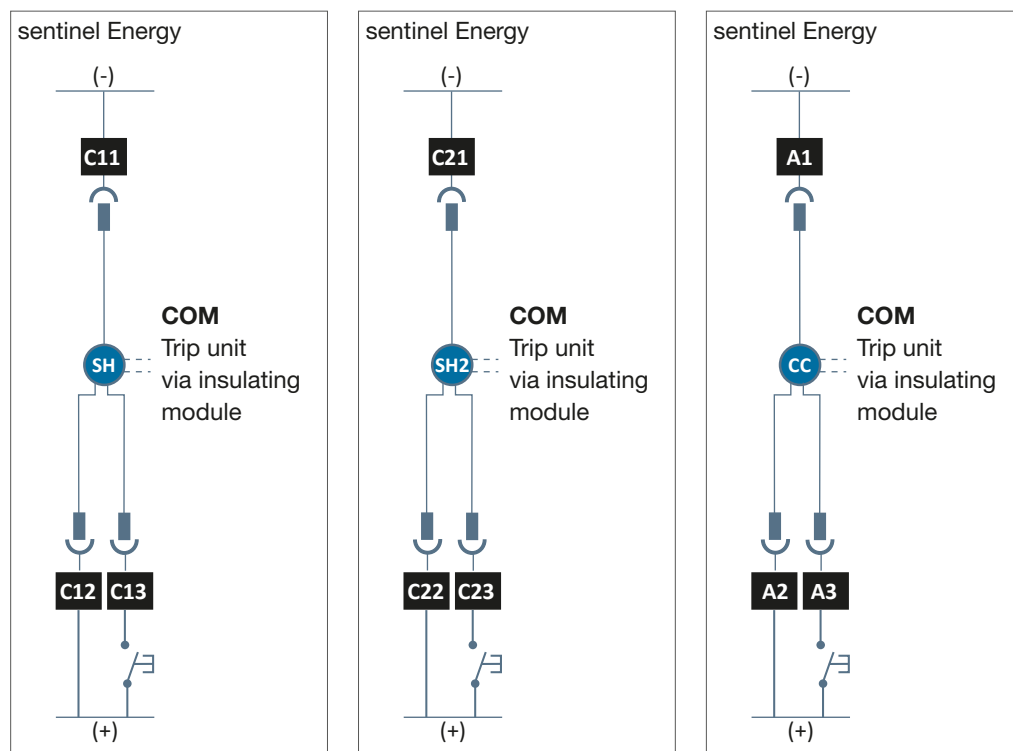 sentinel Energy
(-)
C11
SH
COM
Trip unit
via insulating
module
C12 C13
(+)
sentinel Energy
(-)
C21
SH2
COM
Trip unit
via insulating
module
C22 C23
(+)
sentinel Energy
(-)
A1
CC
COM
Trip unit
via insulating
module
A2 A3
(+)